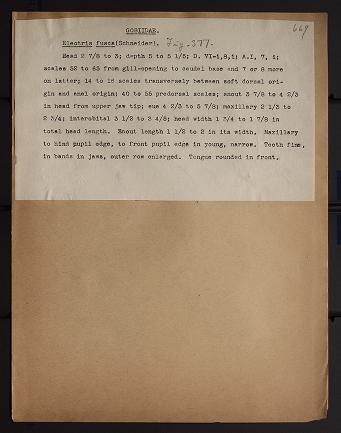 669
GOBIIDAE.
Eleotris fusca (Schneider). Fig. 377.
Head 2 7/8 to 3; depth 5 to 5 1/5; D. VI-i,8,i; A.I, 7, i;
scales 52 to 65 from gill-opening to caudal base and 7 or 8 more
on latter; 14 to 16 scales transversely between soft dorsal ori-
gin and anal origin; 40 to 55 predorsal scales; snout 3 7/8 to 4 2/3
in head from upper jaw tip; eye 4 2/3 to 5 7/8; maxillary 2 1/3 to
2 3/4; interorbital 3 1/2 to 3 4/5; head width 1 3/4 to 1 7/8 in
total head length. Snout length 1 1/2 to 2 in its width. Maxillary
to hind pupil edge, to front pupil edge in young, narrow. Teeth fine,
in bands in jaws, outer row enlarged. Tongue rounded in front.